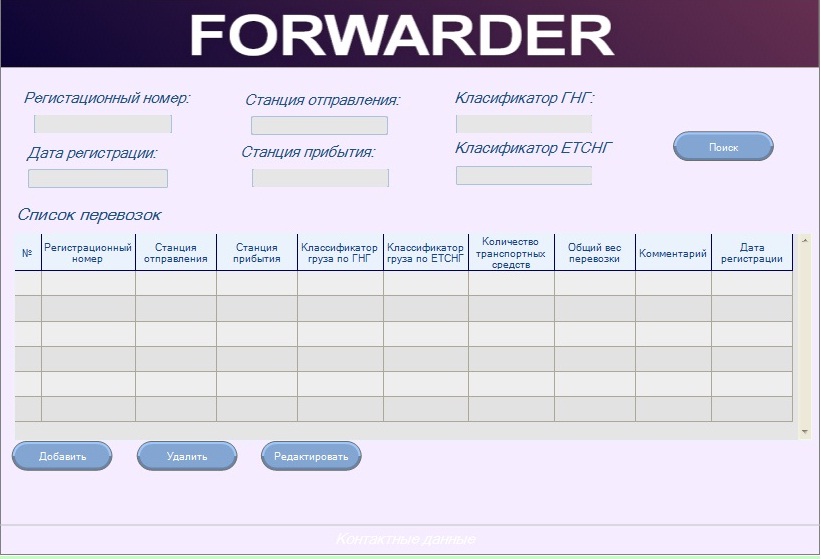 FORWARDER
Регистационный номер:
Станция отправления:
Класификатор ГНГ:
Дата регистрации:
Станция прибытия:
Класификатор ЕТСНГ
Поиск
Список перевозок
№
Регистрационный
номер
Станция
отправления
Станция
прибытия
Классификатор
груза по ГНГ
Классификатор
груза по ЕТСНГ
Количество
транспортных
средств
Общий вес
перевозки
Комментарий
Дата
регистрации
Добавить
Удалить
Редактировать
Контактные данные